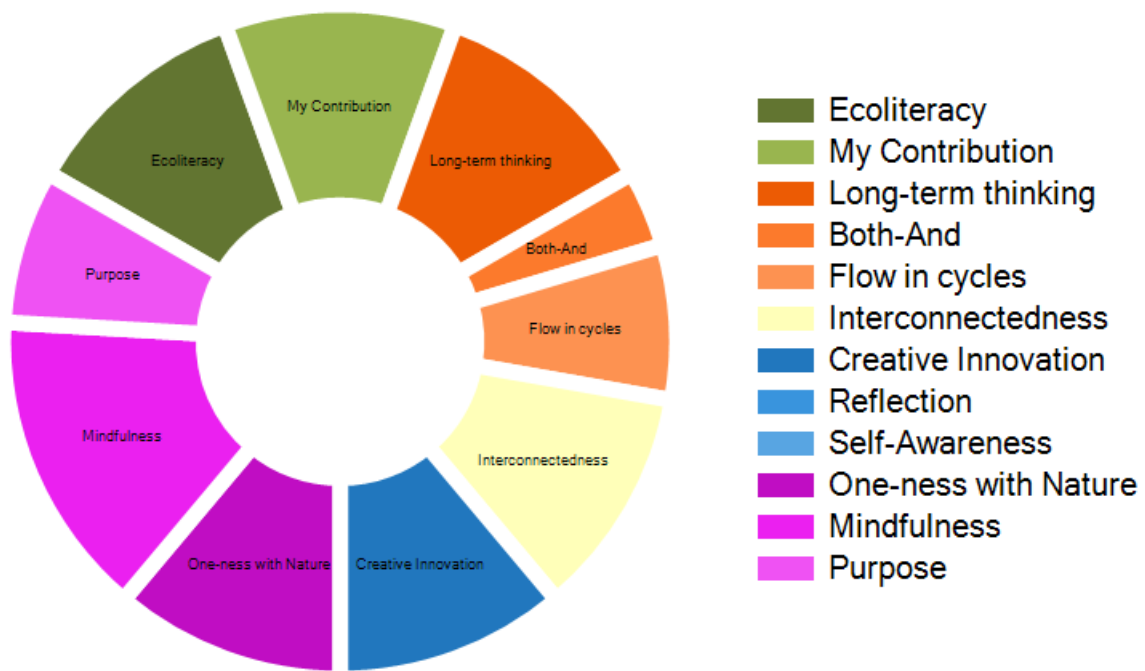 My Contribution
Ecoliteracy
Long-term thinking
Both-And
Purpose
Flow in cycles
Mindfulness
Interconnectedness
One-ness with Nature
Creative Innovation
Ecoliteracy
My Contribution
Long-term thinking
Both-And
Flow in cycles
Interconnectedness
Creative Innovation
Reflection
Self-Awareness
One-ness with Nature
Mindfulness
Purpose